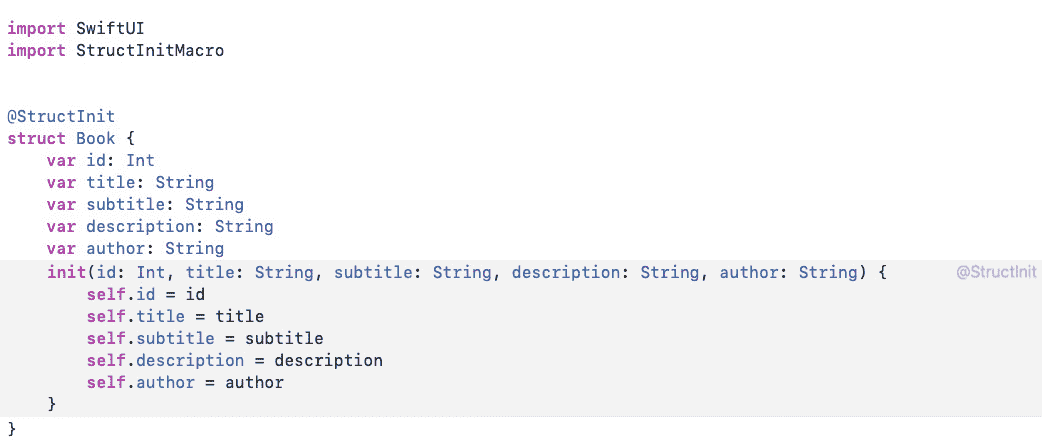 import SwiftUI
import StructInitMacro
@StructInit
struct Book {
    var id: Int
    var title: String
    var subtitle: String
    var description: String
    var author: String
    init(id: Int, title: String, subtitle: String, description: String, author: String) { @StructInit
        self.id = id
        self.title = title
        self.subtitle = subtitle
        self.description = description
        self.author = author
    }
}